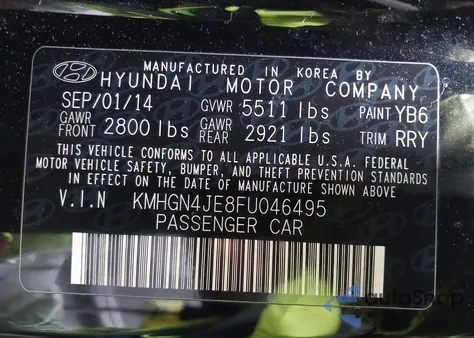 MANUFACTURED IN KOREA BY
HYUNDAI MOTOR COMPANY
SEP/01/14 GVWR 5511 lbs PAINT YB6
GAWR FRONT 2800 lbs GAWR REAR 2921 lbs TRIM RRY
THIS VEHICLE CONFORMS TO ALL APPLICABLE U.S.A. FEDERAL
MOTOR VEHICLE SAFETY, BUMPER, AND THEFT PREVENTION STANDARDS
IN EFFECT ON THE DATE OF MANUFACTURE SHOWN ABOVE
V.I.N KMHGN4JE8FU046495
PASSENGER CAR
autoSnap